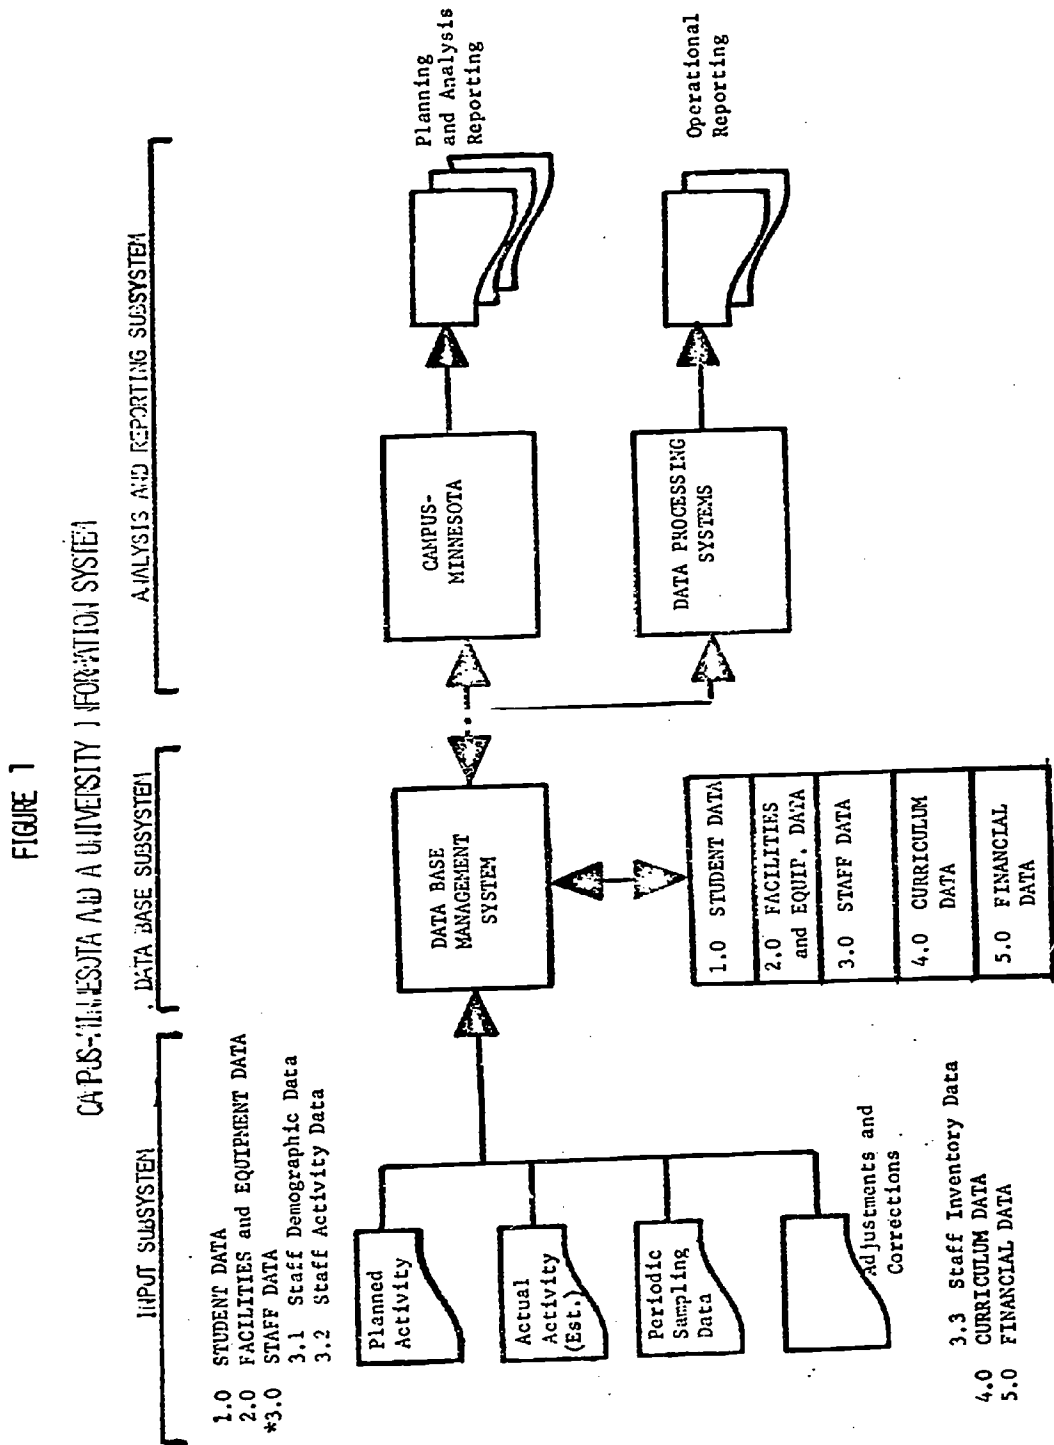 FIGURE 1
CAMPUS-MINNESOTA AND A UNIVERSITY INFORMATION SYSTEM
INPUT SUBSYSTEM
DATA BASE SUBSYSTEM
ANALYSIS AND REPORTING SUBSYSTEM
1.0 STUDENT DATA
2.0 FACILITIES and EQUIPMENT DATA
*3.0 STAFF DATA
3.1 Staff Demographic Data
3.2 Staff Activity Data
Planned
Activity
Actual
Activity
(Est.)
Periodic
Sampling
Data
Adjustments and
Corrections
3.3 Staff Inventory Data
4.0 CURRICULUM DATA
5.0 FINANCIAL DATA
DATA BASE
MANAGEMENT
SYSTEM
1.0 STUDENT DATA
2.0 FACILITIES
and EQUIP. DATA
3.0 STAFF DATA
4.0 CURRICULUM
DATA
5.0 FINANCIAL
DATA
CAMPUS-
MINNESOTA
DATA PROCESSING
SYSTEMS
Planning
and Analysis
Reporting
Operational
Reporting